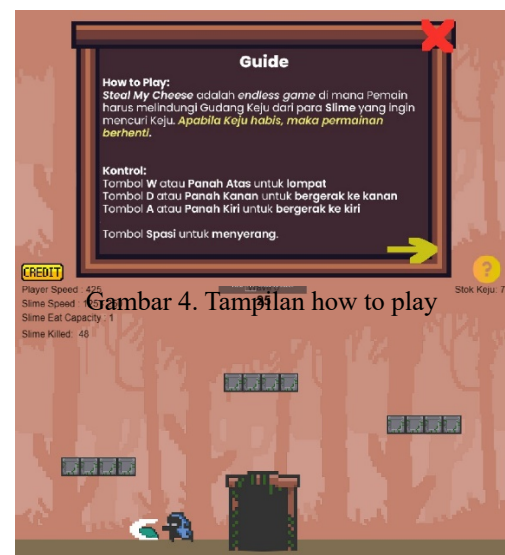 Guide
How to Play:
Steal My Cheese adalah endless game di mana Pemain
harus melindungi Gudang Keju dari para Slime yang ingin
mencuri Keju. Apabila Keju habis, maka permainan
berhenti.
Kontrol:
Tombol W atau Panah Atas untuk lompat
Tombol D atau Panah Kanan untuk bergerak ke kanan
Tombol A atau Panah Kiri untuk bergerak ke kiri
Tombol Spasi untuk menyerang.
CREDIT
?
Player Speed : 425
Stok Keju: 7
Slime Speed :
Gambar 4. Tampilan how to play
Slime Eat Capacity : 1
Slime Killed: 48